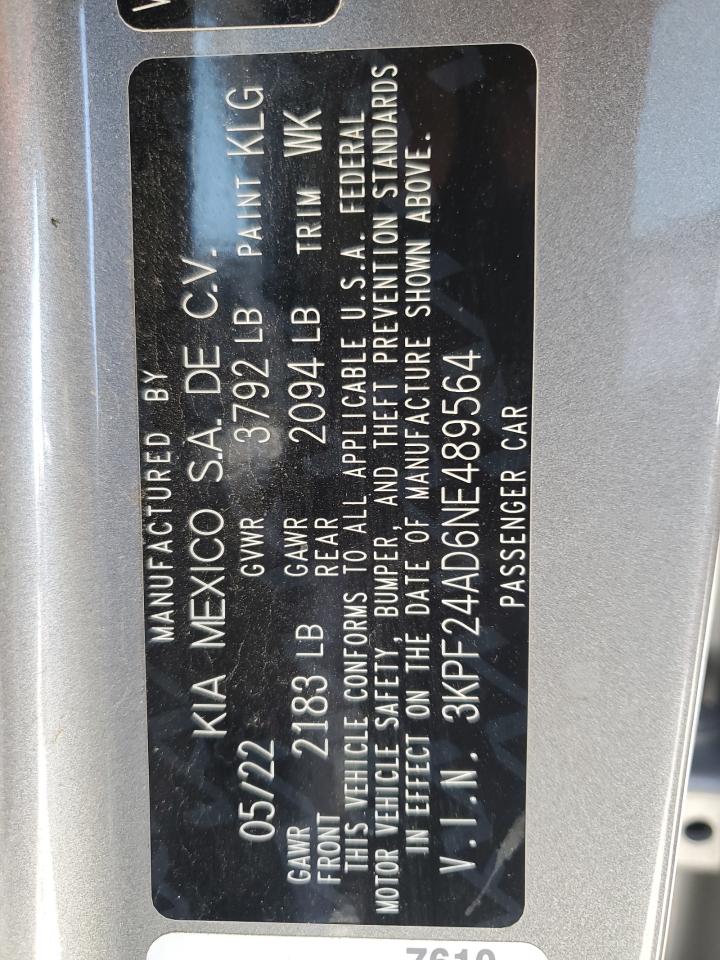 MANUFACTURED BY
KIA MEXICO S.A. DE C.V.
05/22 GVWR 3792 LB PAINT KLG
GAWR FRONT 2183 LB GAWR REAR 2094 LB TRIM WK
THIS VEHICLE CONFORMS TO ALL APPLICABLE U.S.A. FEDERAL
MOTOR VEHICLE SAFETY, BUMPER, AND THEFT PREVENTION STANDARDS
IN EFFECT ON THE DATE OF MANUFACTURE SHOWN ABOVE.
V.I.N. 3KPF24AD6NE489564
PASSENGER CAR